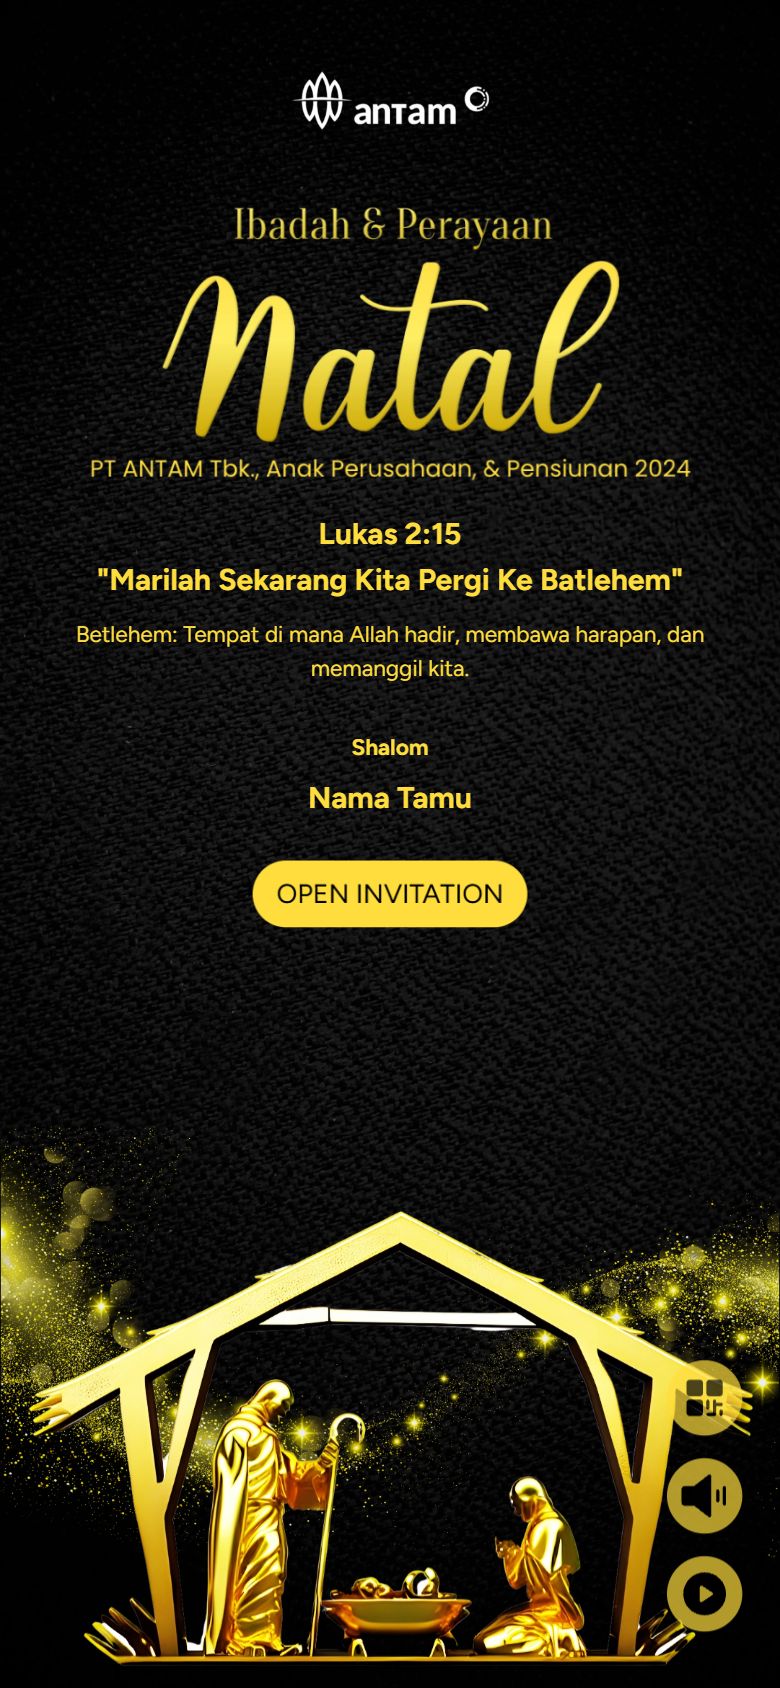 antam
Ibadah & Perayaan
Natal
PT ANTAM Tbk., Anak Perusahaan, & Pensiunan 2024
Lukas 2:15
"Marilah Sekarang Kita Pergi Ke Batlehem"
Betlehem: Tempat di mana Allah hadir, membawa harapan, dan
memanggil kita.
Shalom
Nama Tamu
OPEN INVITATION